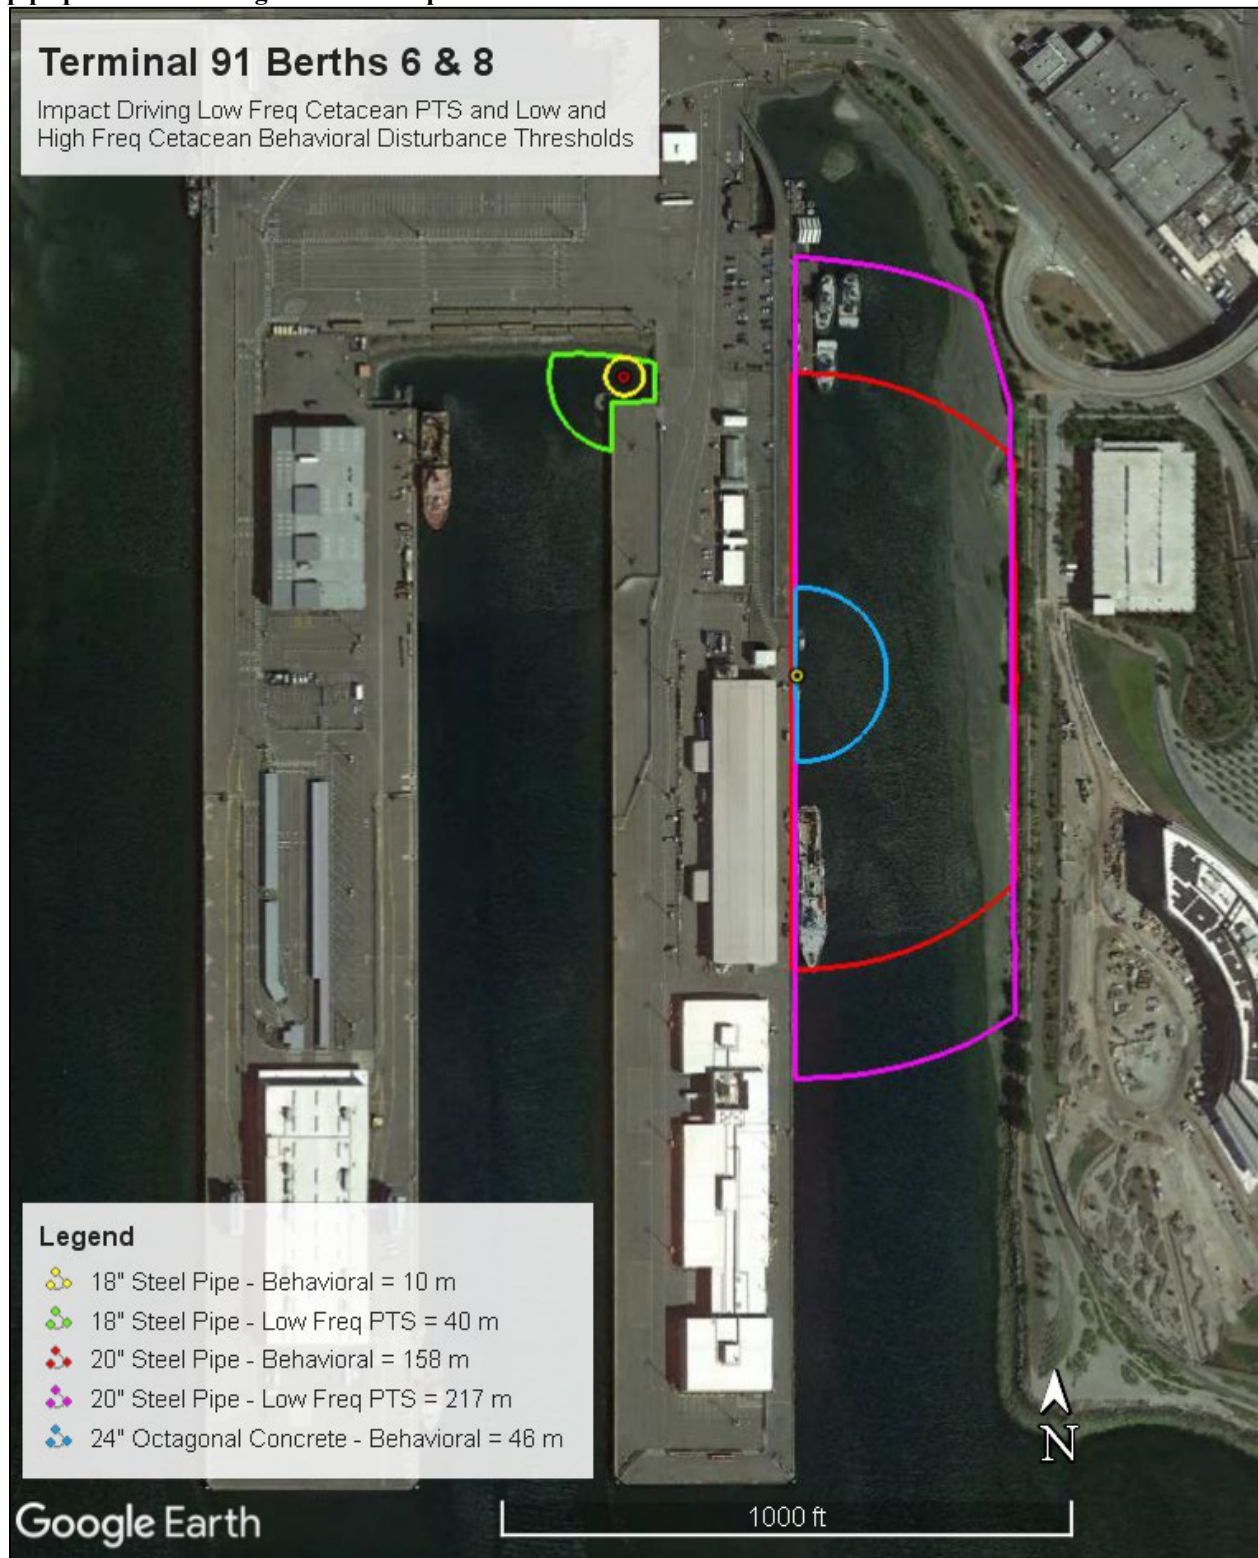 Terminal 91 Berths 6 & 8
Impact Driving Low Freq Cetacean PTS and Low and
High Freq Cetacean Behavioral Disturbance Thresholds
Legend
18" Steel Pipe - Behavioral = 10 m
18" Steel Pipe - Low Freq PTS = 40 m
20" Steel Pipe - Behavioral = 158 m
20" Steel Pipe - Low Freq PTS = 217 m
24" Octagonal Concrete - Behavioral = 46 m
N
Google Earth
1000 ft